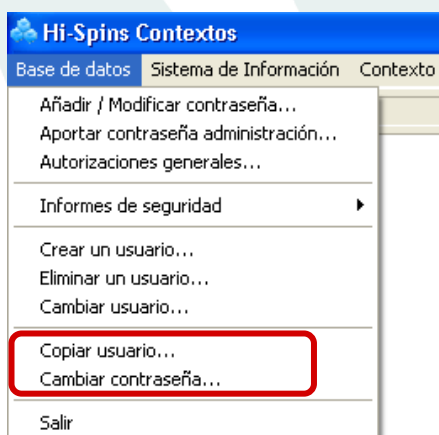 Hi-Spins Contextos
Base de datos Sistema de Información Contexto
Añadir / Modificar contraseña...
Aportar contraseña administración...
Autorizaciones generales...
Informes de seguridad
Crear un usuario...
Eliminar un usuario...
Cambiar usuario...
Copiar usuario...
Cambiar contraseña...
Salir